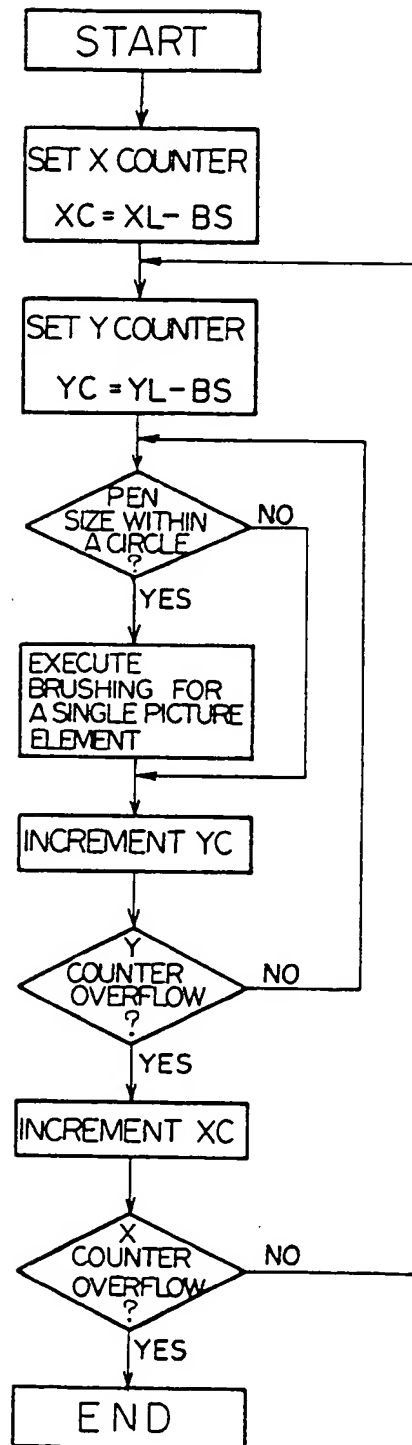 START
SET X COUNTER
XC = XL- BS
SET Y COUNTER
YC = YL-BS
PEN
SIZE WITHIN
A CIRCLE
?
NO
YES
EXECUTE
BRUSHING FOR
A SINGLE PICTURE
ELEMENT
INCREMENT YC
Y
COUNTER
OVERFLOW
?
NO
YES
INCREMENT XC
X
COUNTER
OVERFLOW
?
NO
YES
END